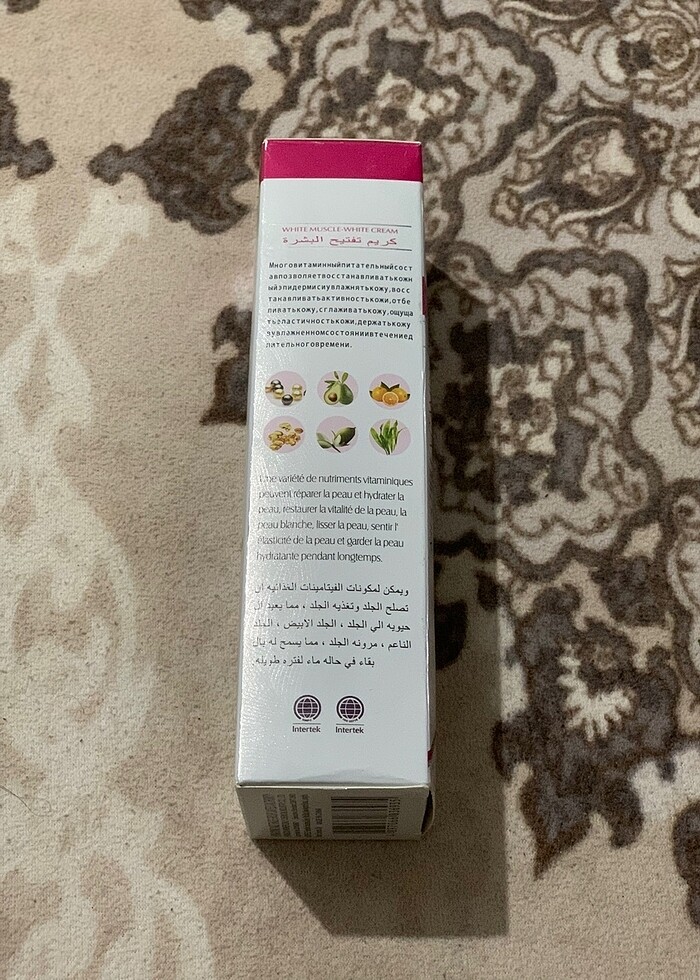 WHITE MUSCLE-WHITE CREAM
كريم تفتيح البشرة
Многовитаминныйпитательныйсост
авпозволяетвосстанавливатькожн
ыйэпидермисиувлажнятькожу,восс
танавливатьактивностькожи,отбе
ливатькожу,сглаживатькожу,ощуща
тьэластичностькожи,держатькожу
вувлажненномсостояниивтечениед
лительноговремени.
Une variété de nutriments vitaminiques
peuvent réparer la peau et hydrater la
peau, restaurer la vitalité de la peau, la
peau blanche, lisser la peau, sentir l'
élasticité de la peau et garder la peau
hydratante pendant longtemps.
ويمكن لمكونات الفيتامينات الغذائيه ان
تصلح الجلد وتغذيه الجلد ، مما يعيد ال
حيويه الي الجلد ، الجلد الابيض ، الجلد
الناعم ، مرونه الجلد ، مما يسمح له بال
بقاء في حاله ماء لفتره طويله.
Intertek Intertek